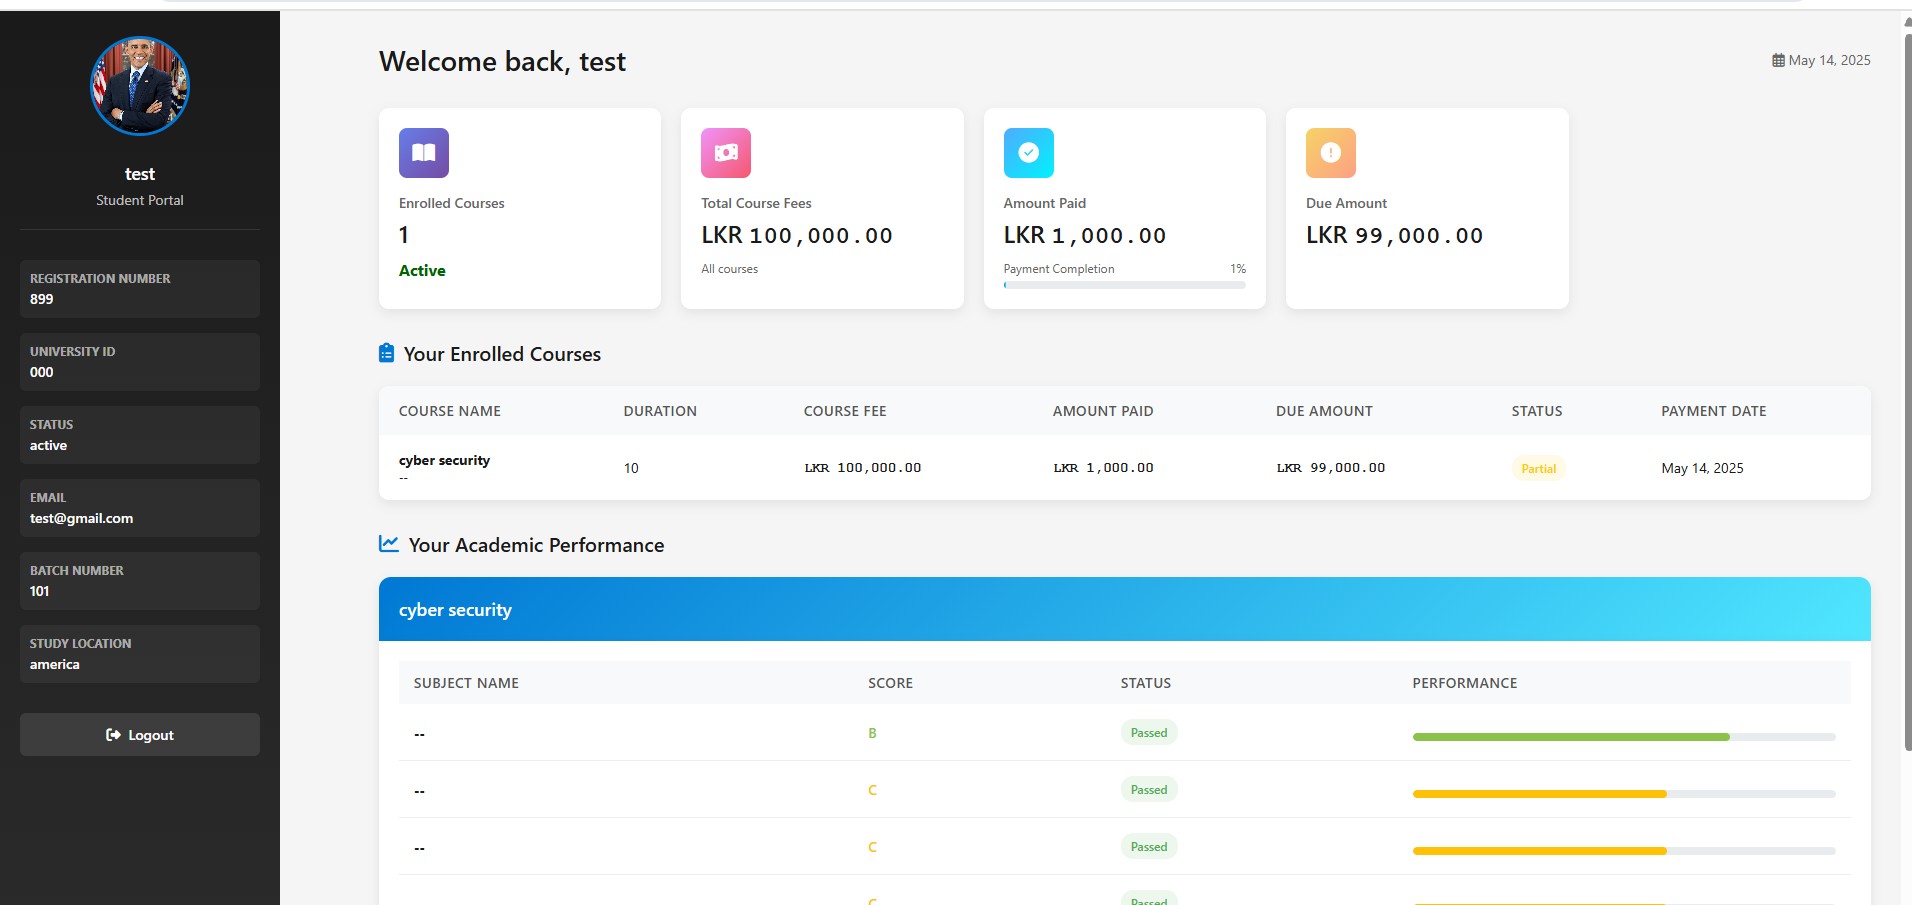 test
Student Portal
REGISTRATION NUMBER
899
UNIVERSITY ID
000
STATUS
active
EMAIL
test@gmail.com
BATCH NUMBER
101
STUDY LOCATION
america
Logout
Welcome back, test
May 14, 2025
Enrolled Courses
1
Active
Total Course Fees
LKR 100,000.00
All courses
Amount Paid
LKR 1,000.00
Payment Completion 1%
Due Amount
LKR 99,000.00
Your Enrolled Courses
COURSE NAME DURATION COURSE FEE AMOUNT PAID DUE AMOUNT STATUS PAYMENT DATE
cyber security 10 LKR 100,000.00 LKR 1,000.00 LKR 99,000.00 Partial May 14, 2025
--
Your Academic Performance
cyber security
SUBJECT NAME SCORE STATUS PERFORMANCE
-- B Passed
-- C Passed
-- C Passed
C Passed